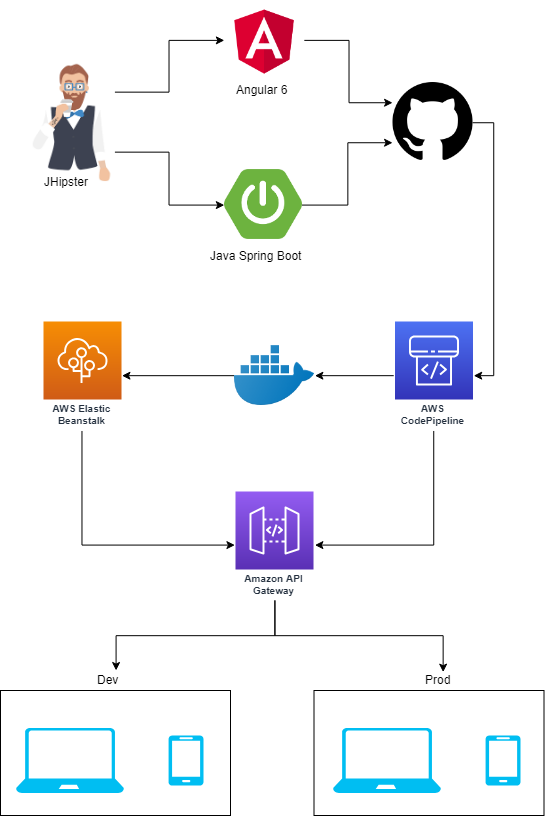 Angular 6
JHipster
Java Spring Boot
AWS Elastic
Beanstalk
AWS
CodePipeline
Amazon API
Gateway
Dev
Prod